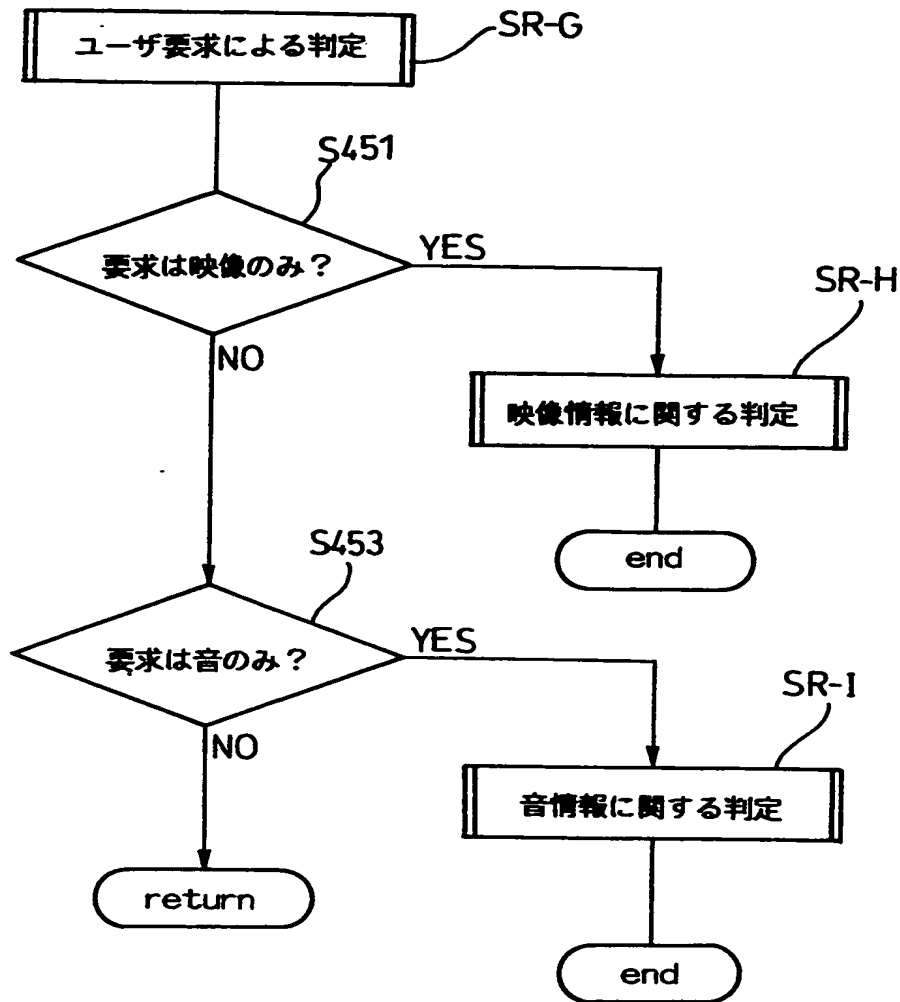 ユーザ要求による判定
SR-G
S451
要求は映像のみ？
YES
SR-H
NO
映像情報に関する判定
end
S453
要求は音のみ？
YES
SR-I
NO
音情報に関する判定
return
end